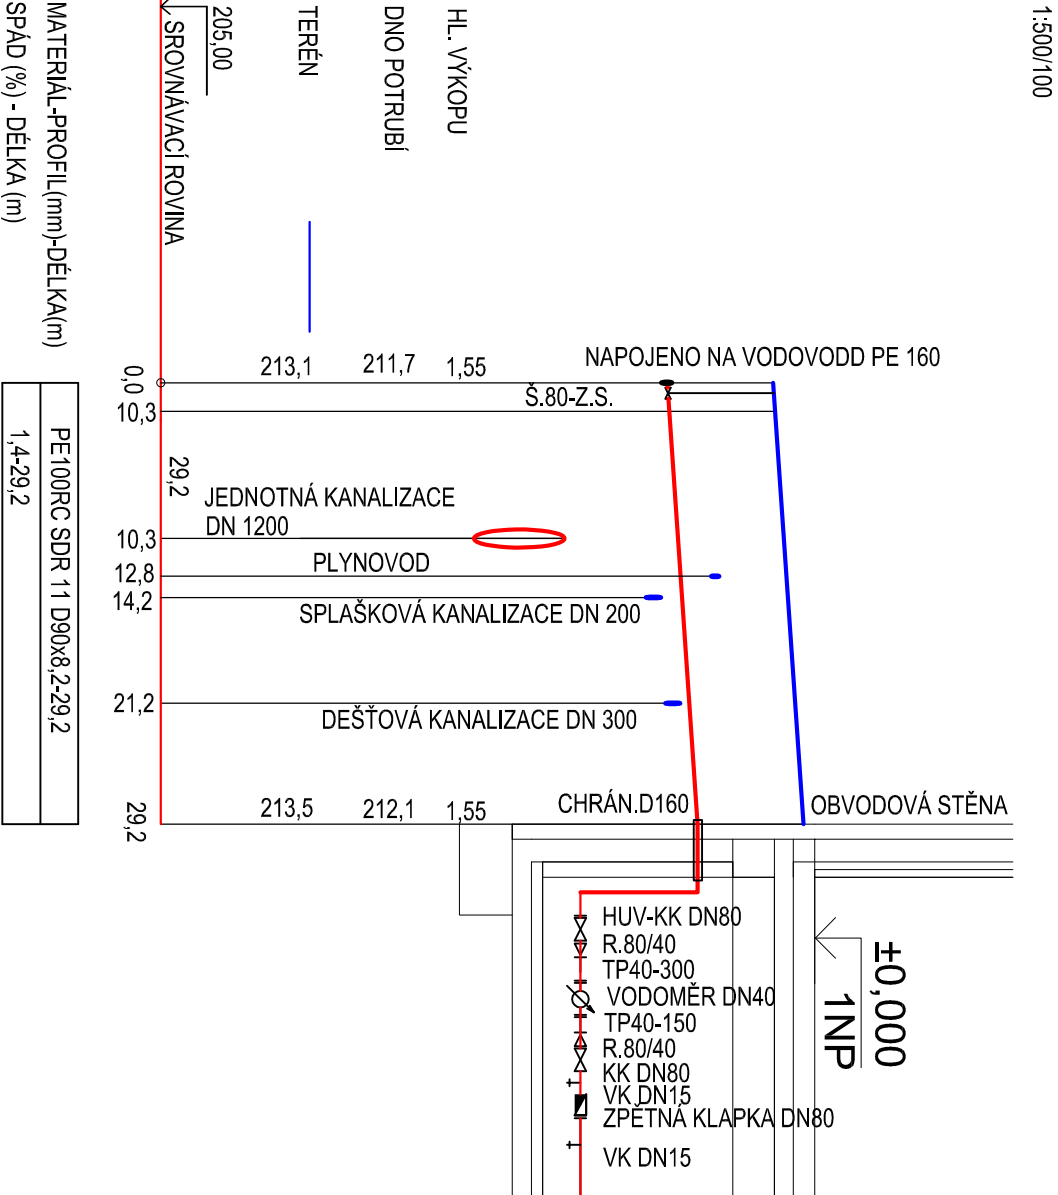 1:500/100
HL. VÝKOPU
DNO POTRUBÍ
TERÉN
205,00
SROVNÁVACÍ ROVINA
MATERIÁL-PROFIL(mm)-DÉLKA(m)
SPÁD (%) - DÉLKA (m)
NAPOJENO NA VODOVODD PE 160
0,0
213,1
211,7
1,55
Š.80-Z.S.
10,3
29,2
JEDNOTNÁ KANALIZACE
DN 1200
10,3
PLYNOVOD
12,8
14,2
SPLAŠKOVÁ KANALIZACE DN 200
21,2
DEŠŤOVÁ KANALIZACE DN 300
PE100RC SDR 11 D90x8,2-29,2
1,4-29,2
29,2
213,5
212,1
1,55
CHRÁN.D160
OBVODOVÁ STĚNA
HUV-KK DN80
R.80/40
TP40-300
VODOMĚR DN40
TP40-150
R.80/40
KK DN80
VK DN15
ZPĚTNÁ KLAPKA DN80
VK DN15
±0,000
1NP